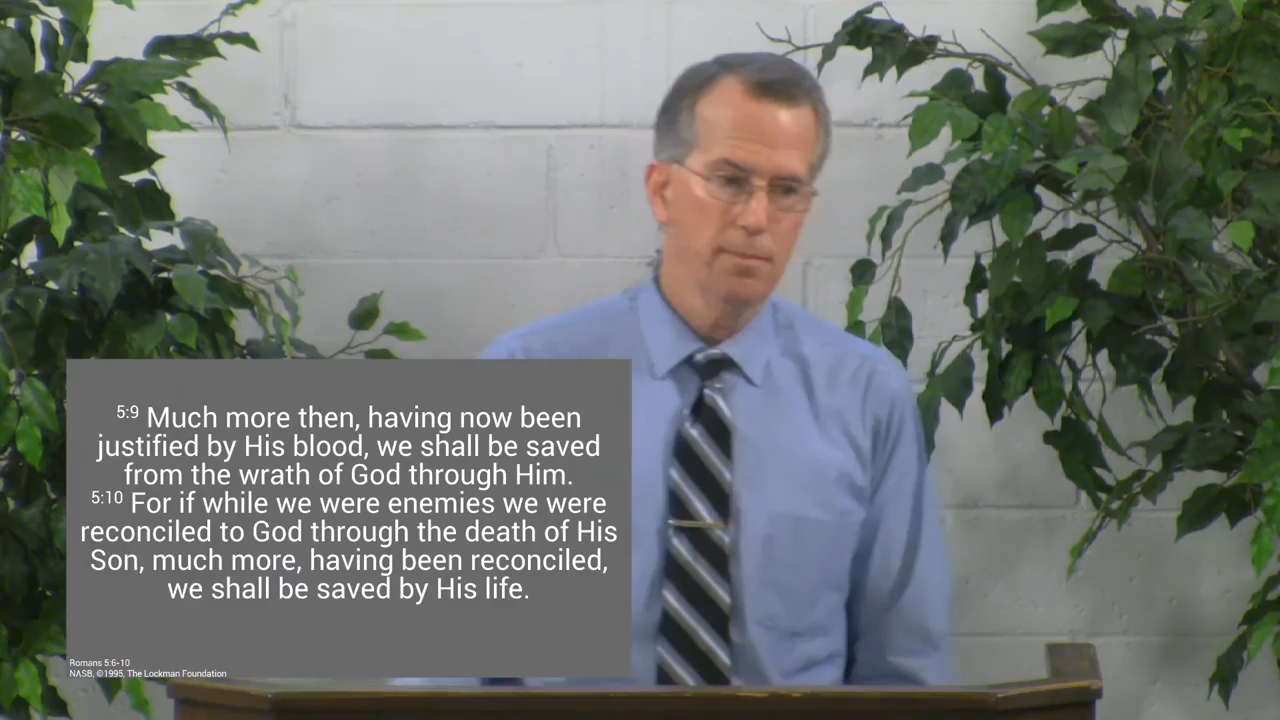 5:9 Much more then, having now been
justified by His blood, we shall be saved
from the wrath of God through Him.
5:10 For if while we were enemies we were
reconciled to God through the death of His
Son, much more, having been reconciled,
we shall be saved by His life.
Romans 5:6-10
NASB, ©1995, The Lockman Foundation